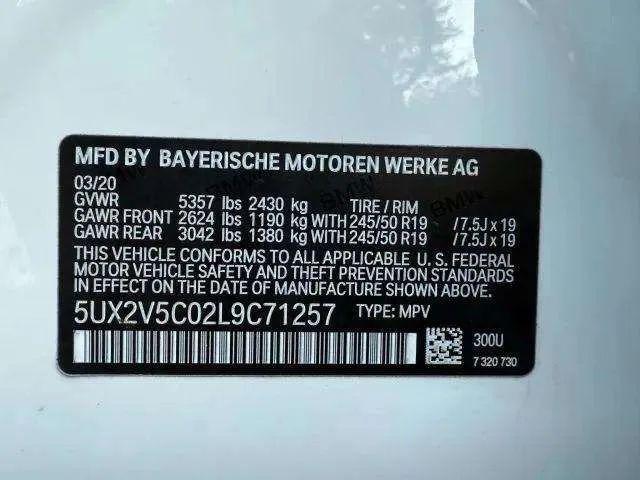 MFD BY BAYERISCHE MOTOREN WERKE AG
03/20
GVWR 5357 lbs 2430 kg TIRE / RIM
GAWR FRONT 2624 lbs 1190 kg WITH 245/50 R19 / 7.5J x 19
GAWR REAR 3042 lbs 1380 kg WITH 245/50 R19 / 7.5J x 19
THIS VEHICLE CONFORMS TO ALL APPLICABLE U. S. FEDERAL
MOTOR VEHICLE SAFETY AND THEFT PREVENTION STANDARDS
IN EFFECT ON THE DATE OF MANUFACTURE SHOWN ABOVE.
5UX2V5C02L9C71257 TYPE: MPV
300U
7 320 730
BMW
BMW